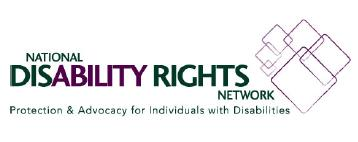 NATIONAL
DISABILITY RIGHTS
NETWORK
Protection & Advocacy for Individuals with Disabilities